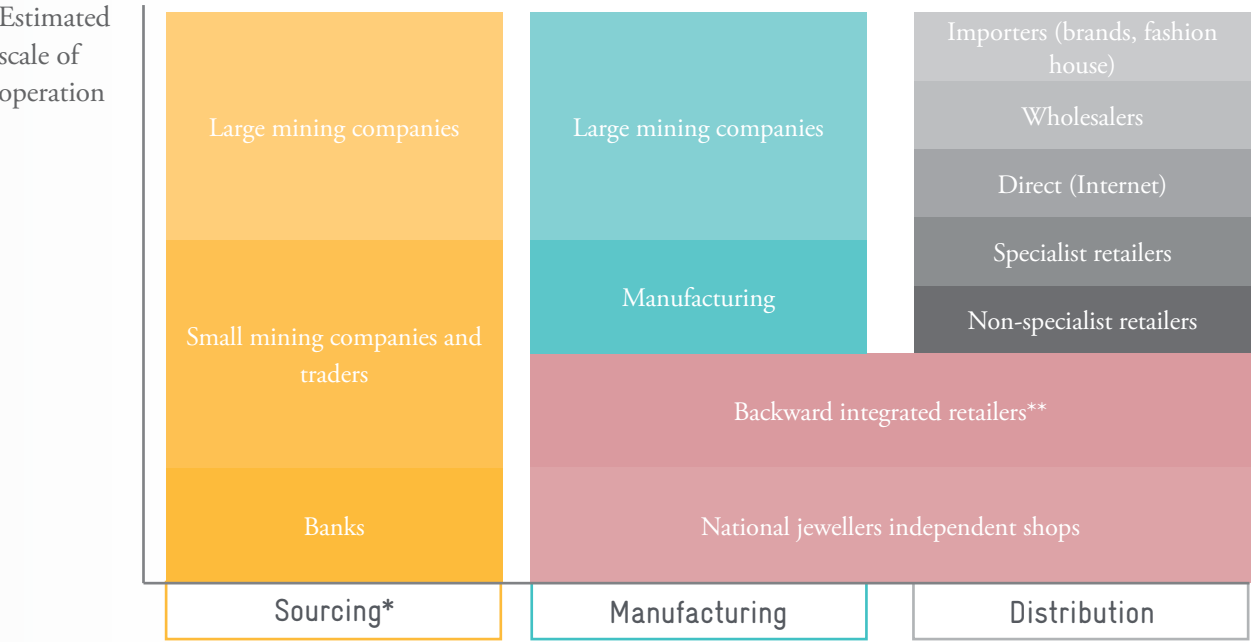 Estimated
scale of
operation
Large mining companies
Small mining companies and
traders
Banks
Large mining companies
Manufacturing
Importers (brands, fashion
house)
Wholesalers
Direct (Internet)
Specialist retailers
Non-specialist retailers
Backward integrated retailers**
National jewellers independent shops
Sourcing*
Manufacturing
Distribution